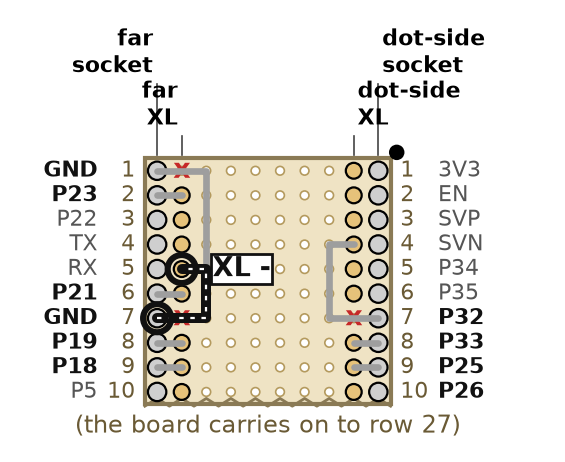 far
socket
far
XL
dot-side
socket
dot-side
XL
GND 1 x 1 3V3
P23 2 2 EN
P22 3 3 SVP
TX 4 4 SVN
RX 5 XL - 5 P34
P21 6 6 P35
GND 7 x x 7 P32
P19 8 8 P33
P18 9 9 P25
P5 10 10 P26
(the board carries on to row 27)